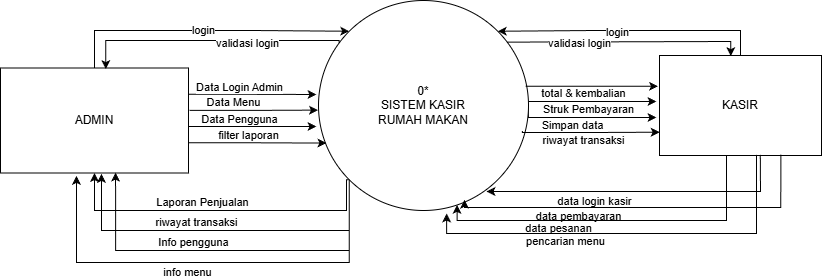 login
validasi login
login
validasi login
Data Login Admin
Data Menu
Data Pengguna
filter laporan
ADMIN
0*
SISTEM KASIR
RUMAH MAKAN
total & kembalian
Struk Pembayaran
Simpan data
riwayat transaksi
KASIR
Laporan Penjualan
riwayat transaksi
Info pengguna
info menu
data login kasir
data pembayaran
data pesanan
pencarian menu